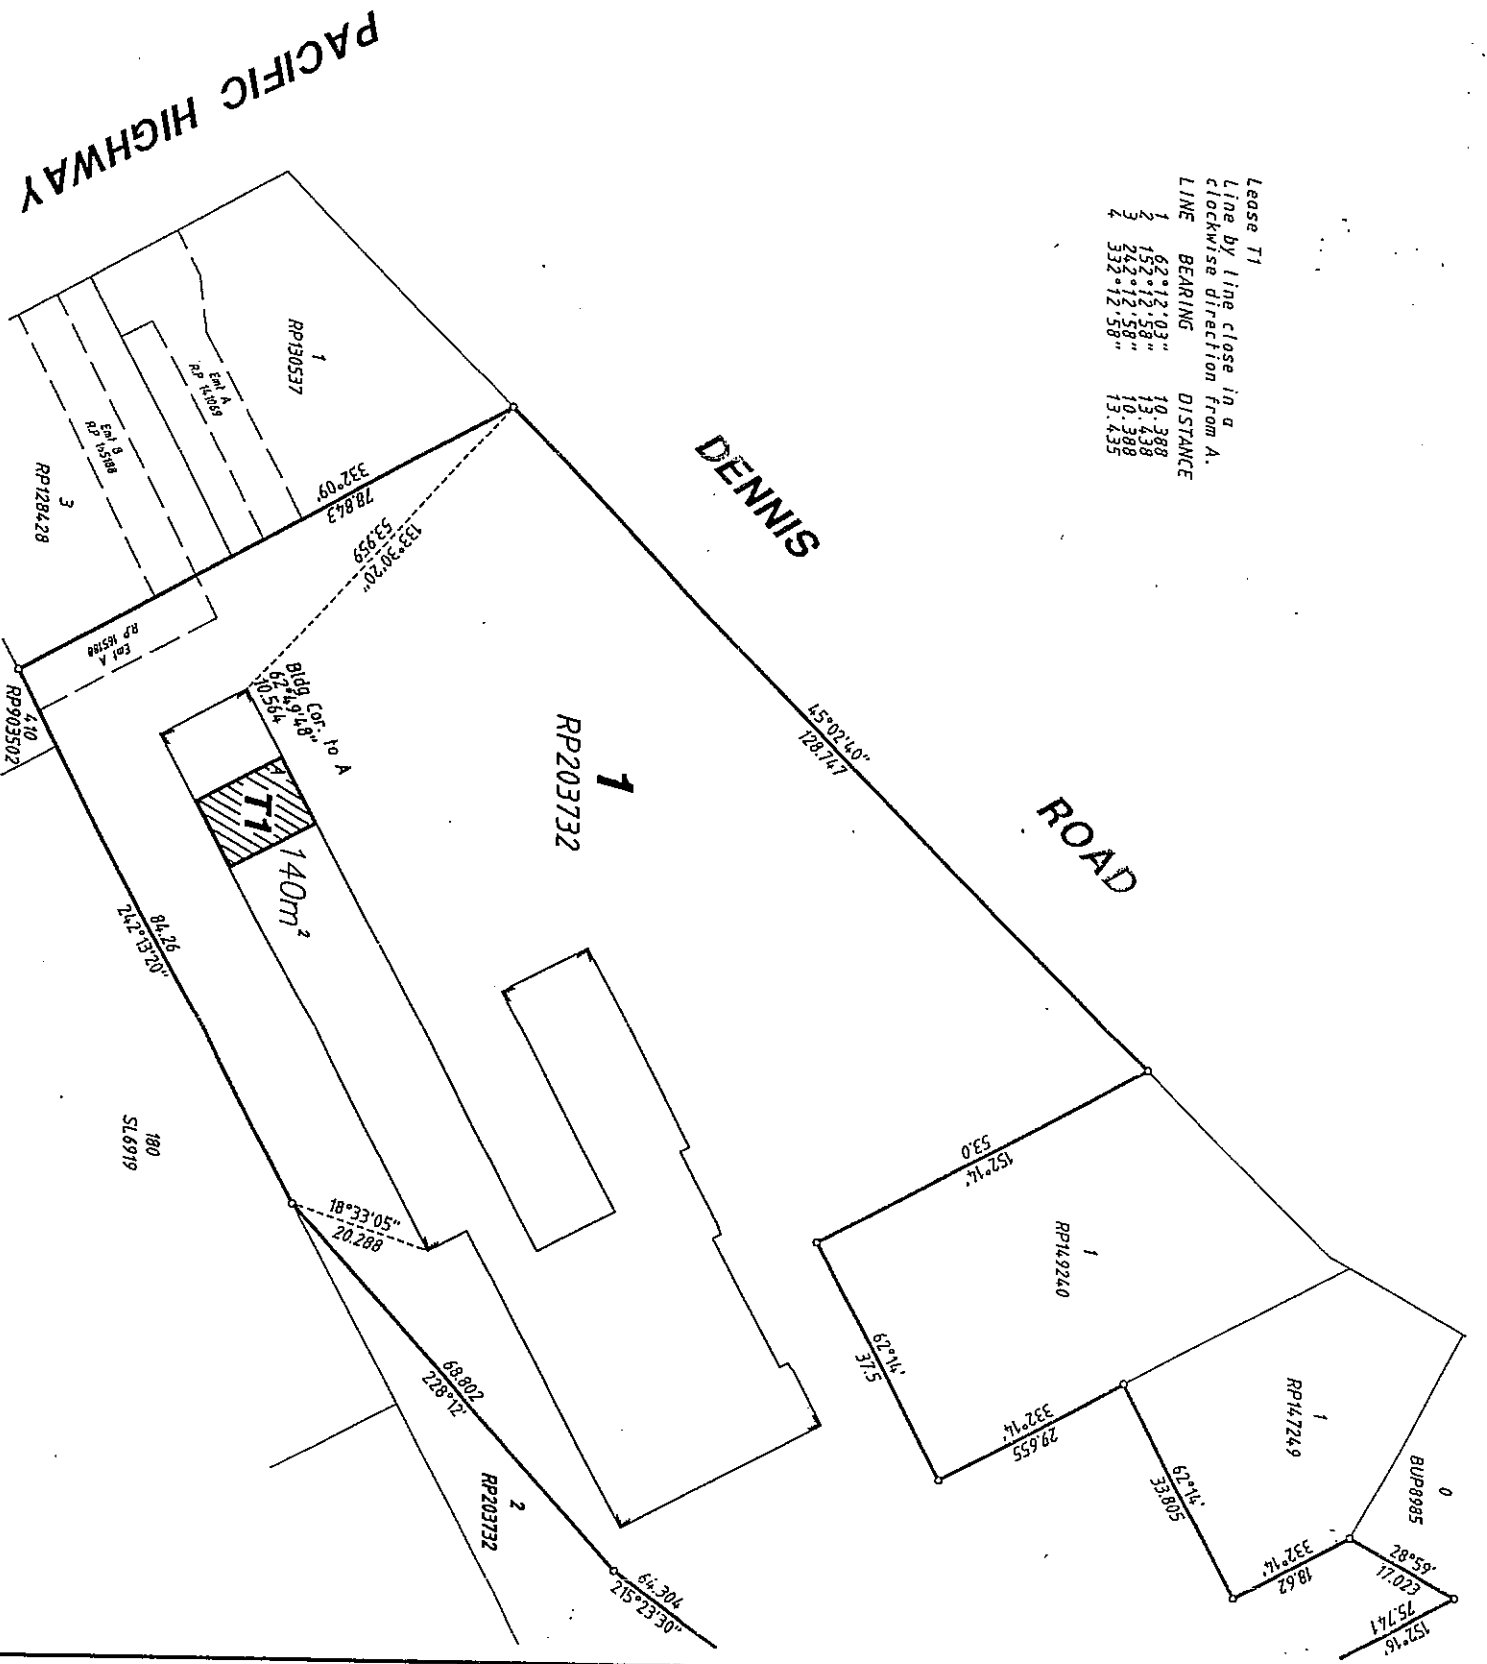 PACIFIC HIGHWAY
Lease T1
Line by line close in a
clockwise direction from A.
LINE BEARING DISTANCE
1 62°12'03" 10.388
2 152°12'58" 13.438
3 242°12'58" 10.388
4 332°12'58" 13.435
DENNIS
ROAD
1
RP130537
Emt A
RP 141069
Emt B
3
RP128428
332°09'
78.843
133°30'20"
53.959
Emt A
RP 165188
410
RP903502
Bldg Cor. to A
62°49'48"
10.564
A
T1
140m²
1
RP203732
45°02'40"
128.747
84.26
242°13'20"
180
SL6919
18°33'05"
20.288
53.0
152°14'
1
RP149240
62°14'
37.5
332°14'
29.655
1
RP147249
62°14'
33.805
0
BUP8985
332°14'
18.62
28°59'
17.023
75.741
152°16'
68.802
228°12'
2
RP203732
64.304
215°23'30"